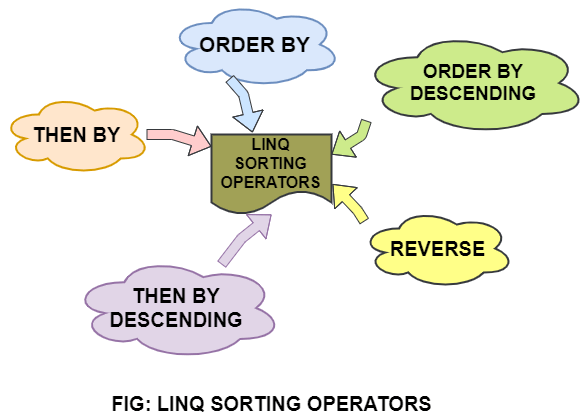 ORDER BY
ORDER BY
DESCENDING
THEN BY
LINQ
SORTING
OPERATORS
REVERSE
THEN BY
DESCENDING
FIG: LINQ SORTING OPERATORS